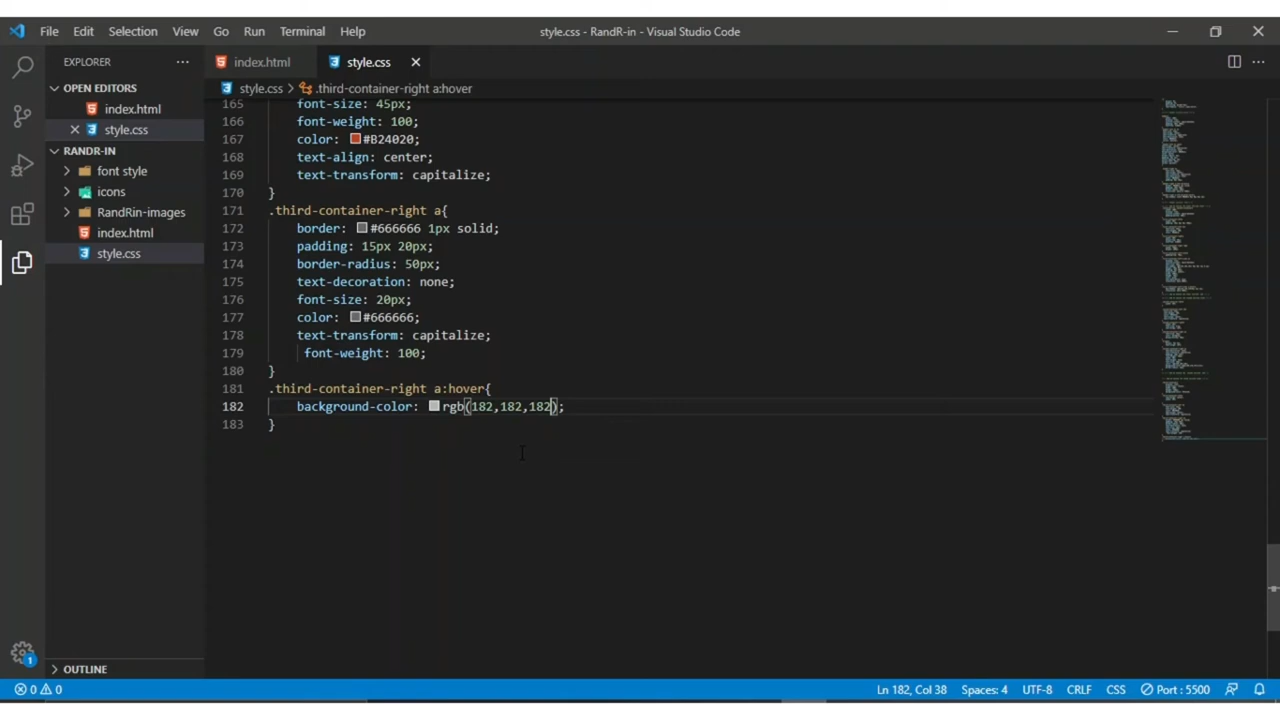 File Edit Selection View Go Run Terminal Help
style.css - RandR-in - Visual Studio Code
EXPLORER
OPEN EDITORS
index.html
style.css
RANDR-IN
font style
icons
RandRin-images
index.html
style.css
OUTLINE
index.html style.css
style.css > .third-container-right a:hover
165 font-size: 45px;
166 font-weight: 100;
167 color: #B24020;
168 text-align: center;
169 text-transform: capitalize;
170 }
171 .third-container-right a{
172 border: #666666 1px solid;
173 padding: 15px 20px;
174 border-radius: 50px;
175 text-decoration: none;
176 font-size: 20px;
177 color: #666666;
178 text-transform: capitalize;
179 font-weight: 100;
180 }
181 .third-container-right a:hover{
182 background-color: rgb(182,182,182);
183 }
1
0 0 Ln 182, Col 38 Spaces: 4 UTF-8 CRLF CSS Port : 5500